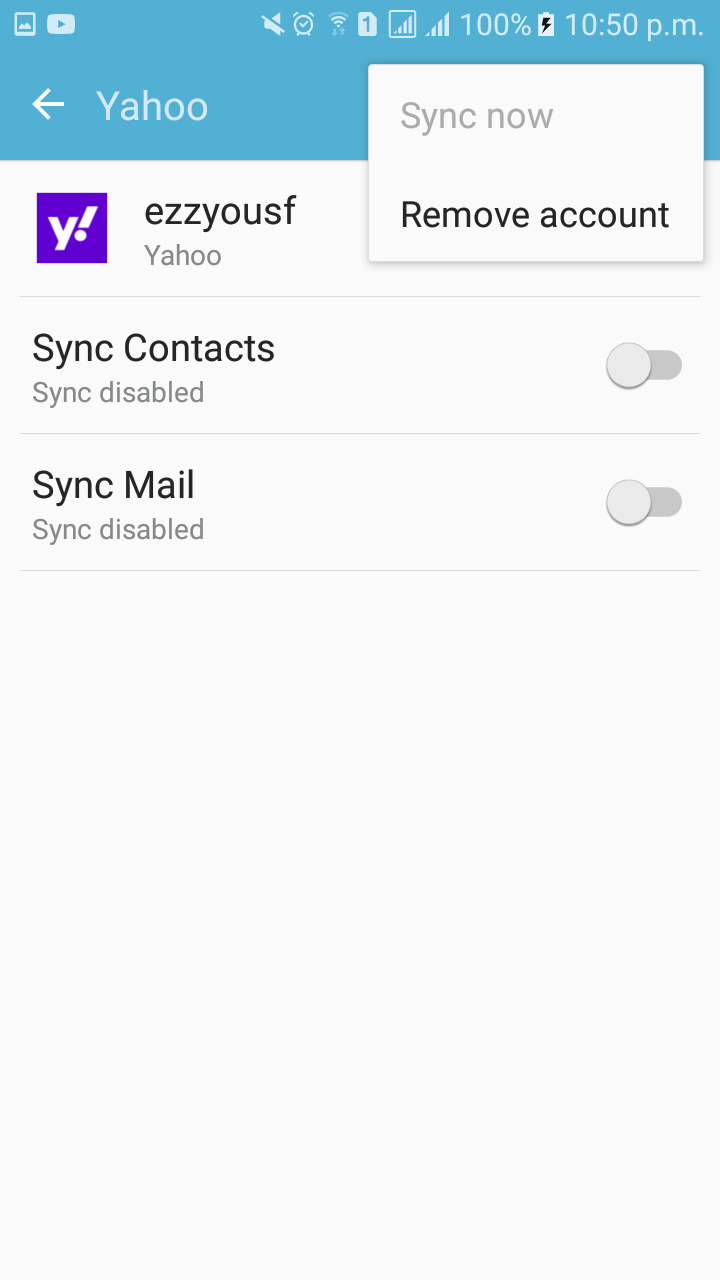 1 100% 10:50 p.m.
Yahoo
Sync now
Remove account
y!
ezzyousf
Yahoo
Sync Contacts
Sync disabled
Sync Mail
Sync disabled